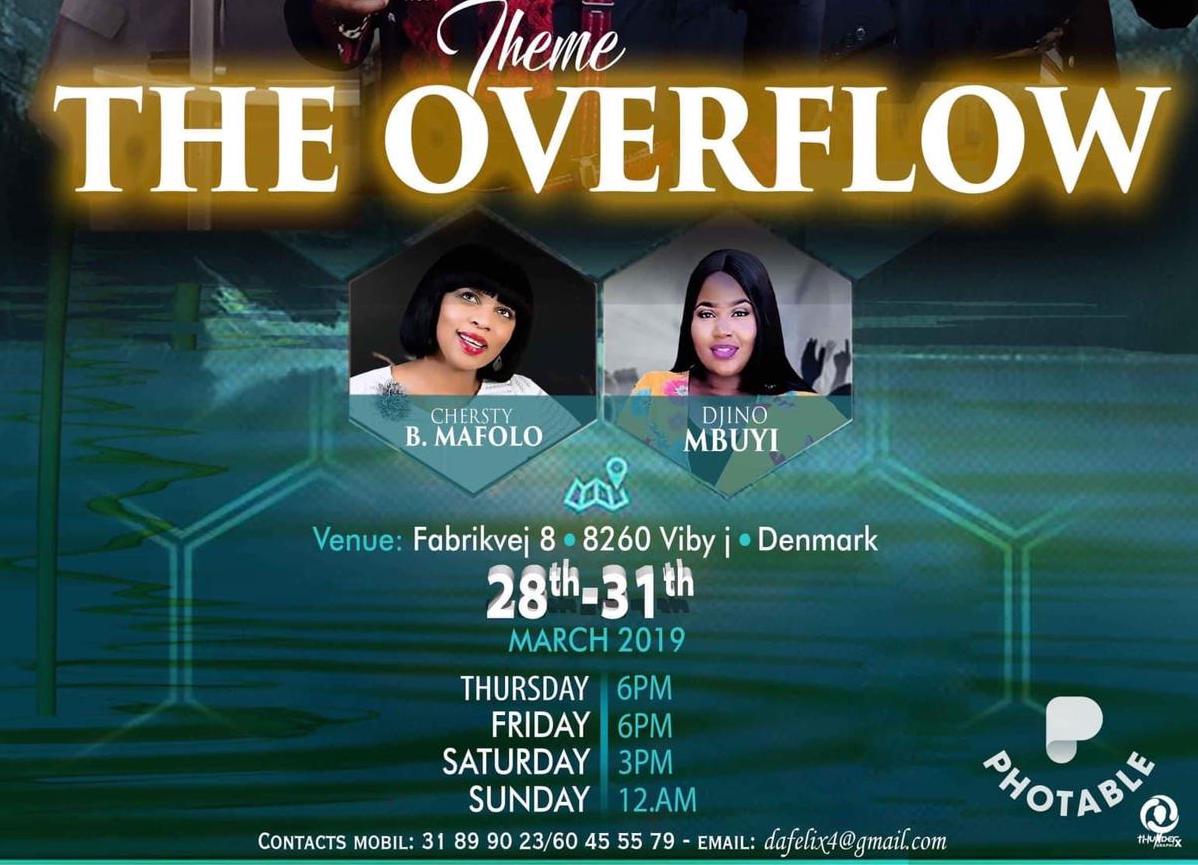 Theme
THE OVERFLOW
CHERSTY
B. MAFOLO
DJINO
MBUYI
Venue: Fabrikvej 8 • 8260 Viby j • Denmark
28th-31th
MARCH 2019
THURSDAY 6PM
FRIDAY 6PM
SATURDAY 3PM
SUNDAY 12.AM
PHOTABLE
CONTACTS MOBIL: 31 89 90 23/60 45 55 79 - EMAIL: dafelix4@gmail.com